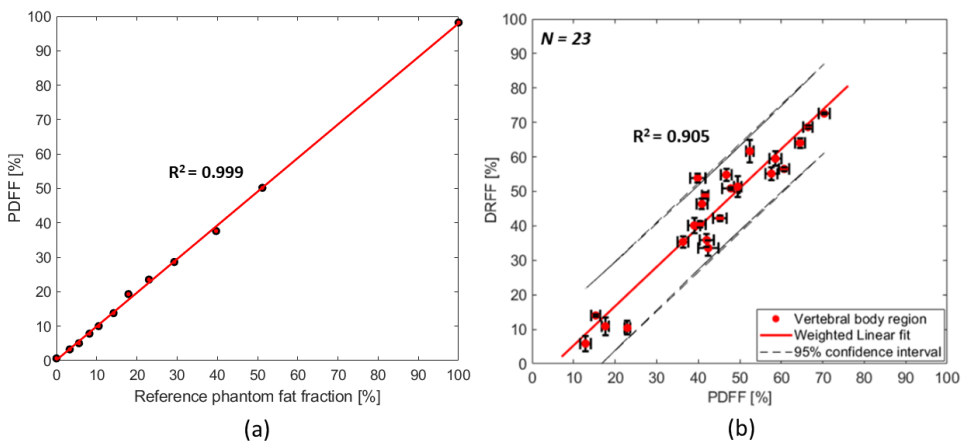 100
90
80
70
60
50
40
30
20
10
0
PDFF [%]
R² = 0.999
0 10 20 30 40 50 60 70 80 90 100
Reference phantom fat fraction [%]
(a)
100
90
80
70
60
50
40
30
20
10
0
DRFF [%]
N = 23
R² = 0.905
Vertebral body region
Weighted Linear fit
95% confidence interval
0 10 20 30 40 50 60 70 80 90 100
PDFF [%]
(b)